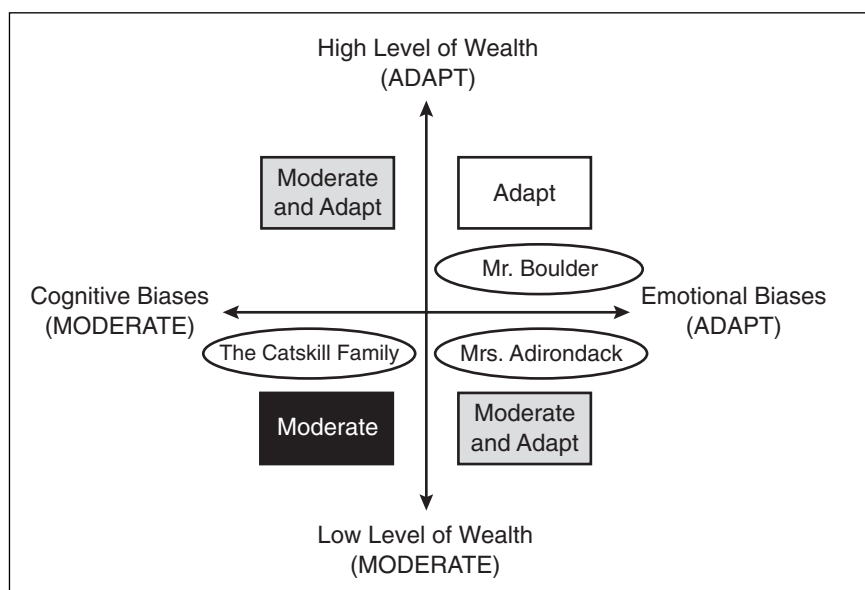 High Level of Wealth
(ADAPT)
Moderate
and Adapt
Adapt
Mr. Boulder
Cognitive Biases
(MODERATE)
Emotional Biases
(ADAPT)
The Catskill Family
Mrs. Adirondack
Moderate
Moderate
and Adapt
Low Level of Wealth
(MODERATE)